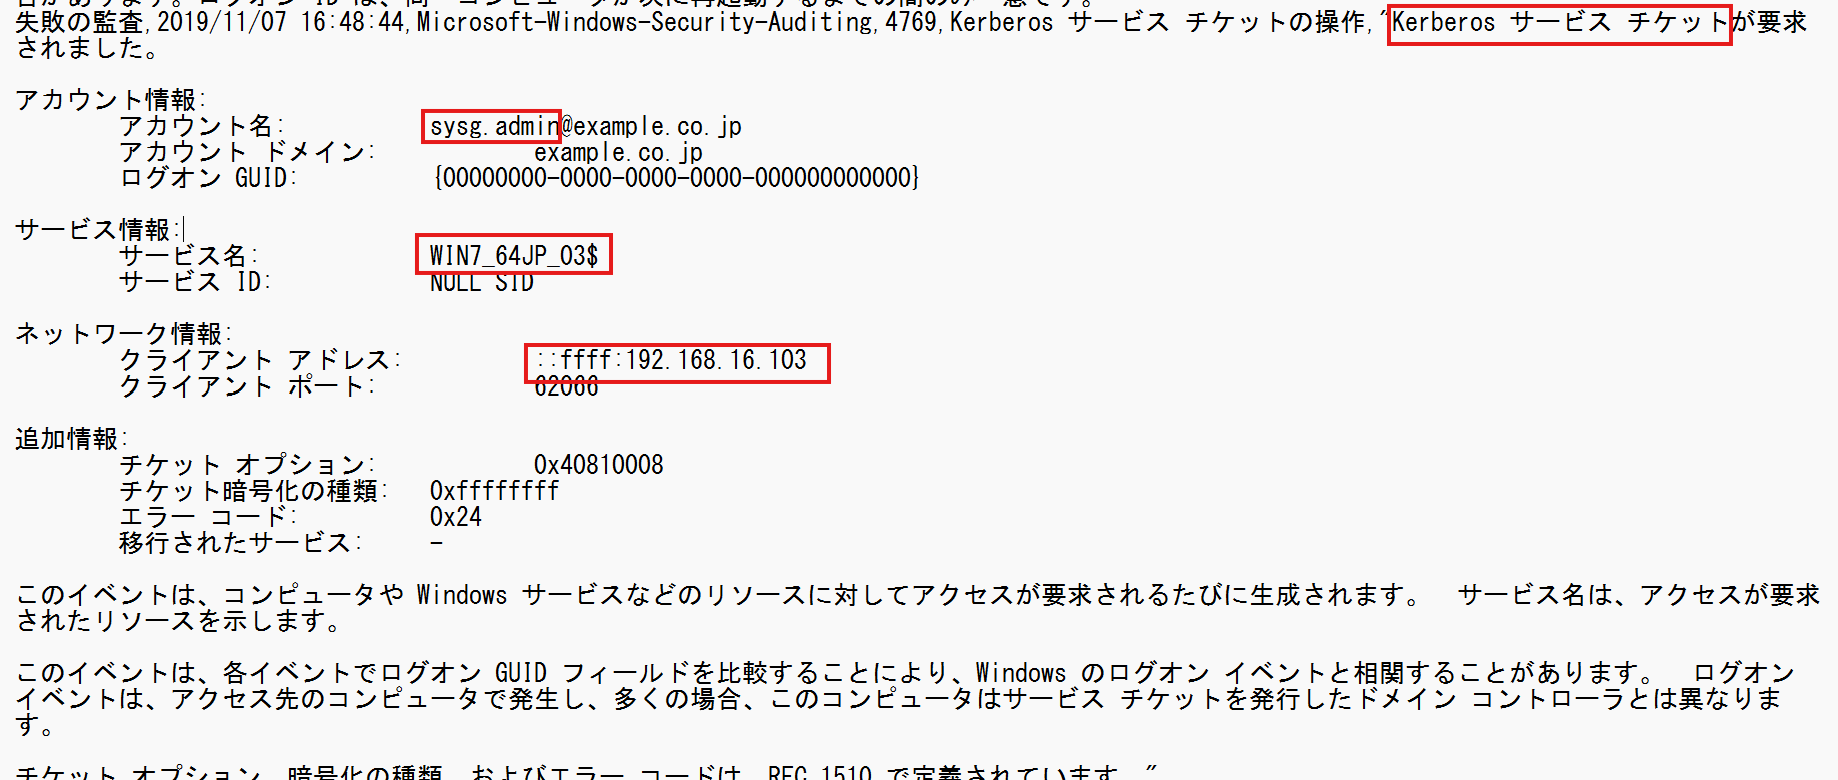 失敗の監査,2019/11/07 16:48:44,Microsoft-Windows-Security-Auditing,4769,Kerberos サービス チケットの操作,"Kerberos サービス チケットが要求
されました。
アカウント情報:
アカウント名: sysg.admin@example.co.jp
アカウント ドメイン: example.co.jp
ログオン GUID: {00000000-0000-0000-0000-000000000000}
サービス情報:
サービス名: WIN7_64JP_03$
サービス ID: NULL SID
ネットワーク情報:
クライアント アドレス: ::ffff:192.168.16.103
クライアント ポート: 62066
追加情報:
チケット オプション: 0x40810008
チケット暗号化の種類: 0xffffffff
エラー コード: 0x24
移行されたサービス: -
このイベントは、コンピュータや Windows サービスなどのリソースに対してアクセスが要求されるたびに生成されます。 サービス名は、アクセスが要求
されたリソースを示します。
このイベントは、各イベントでログオン GUID フィールドを比較することにより、Windows のログオン イベントと相関することがあります。 ログオン
イベントは、アクセス先のコンピュータで発生し、多くの場合、このコンピュータはサービス チケットを発行したドメイン コントローラとは異なりま
す。
チケット オプション、暗号化の種類、およびエラー コードは、RFC 1510 で定義されています。"